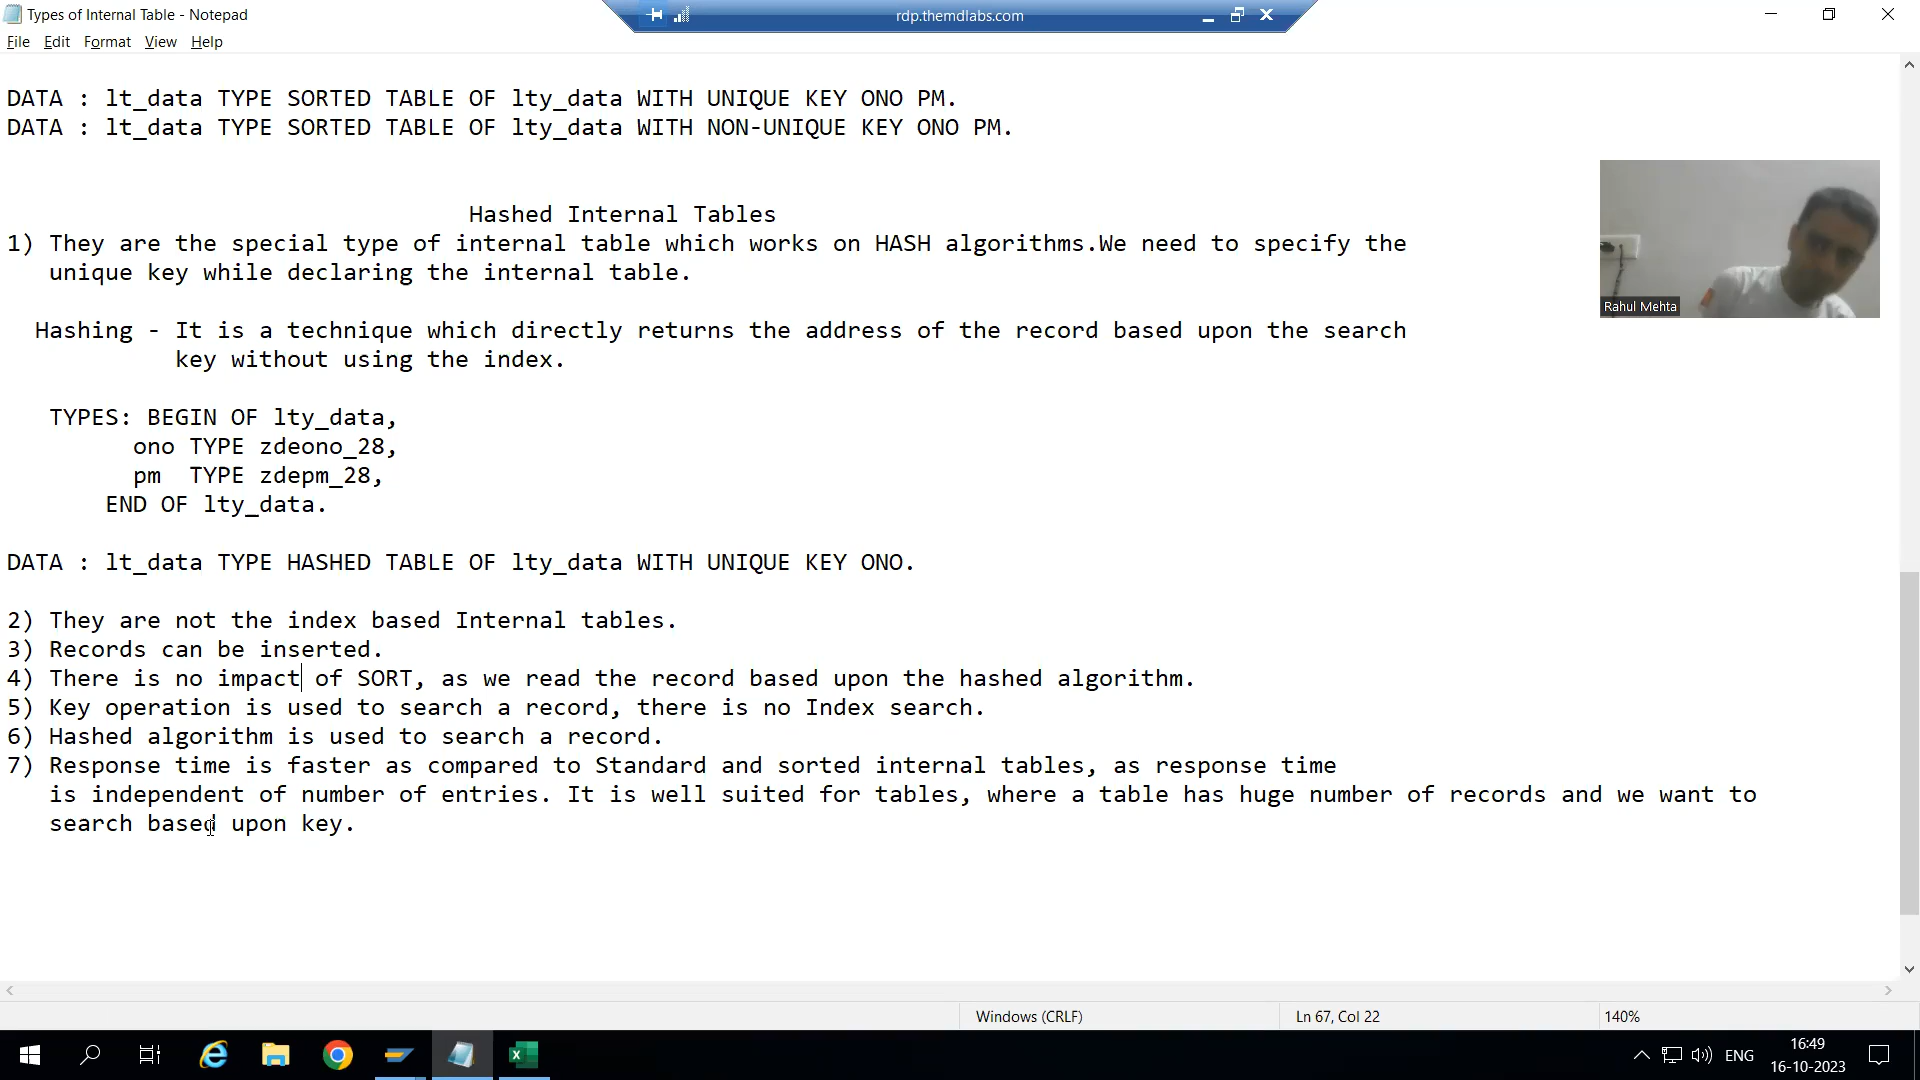 Types of Internal Table - Notepad
rdp.themdlabs.com
File Edit Format View Help
DATA : lt_data TYPE SORTED TABLE OF lty_data WITH UNIQUE KEY ONO PM.
DATA : lt_data TYPE SORTED TABLE OF lty_data WITH NON-UNIQUE KEY ONO PM.
Hashed Internal Tables
1) They are the special type of internal table which works on HASH algorithms.We need to specify the
unique key while declaring the internal table.
Rahul Mehta
Hashing - It is a technique which directly returns the address of the record based upon the search
key without using the index.
TYPES: BEGIN OF lty_data,
ono TYPE zdeono_28,
pm TYPE zdepm_28,
END OF lty_data.
DATA : lt_data TYPE HASHED TABLE OF lty_data WITH UNIQUE KEY ONO.
2) They are not the index based Internal tables.
3) Records can be inserted.
4) There is no impact of SORT, as we read the record based upon the hashed algorithm.
5) Key operation is used to search a record, there is no Index search.
6) Hashed algorithm is used to search a record.
7) Response time is faster as compared to Standard and sorted internal tables, as response time
is independent of number of entries. It is well suited for tables, where a table has huge number of records and we want to
search based upon key.
Windows (CRLF) Ln 67, Col 22 140%
ENG
16:49
16-10-2023